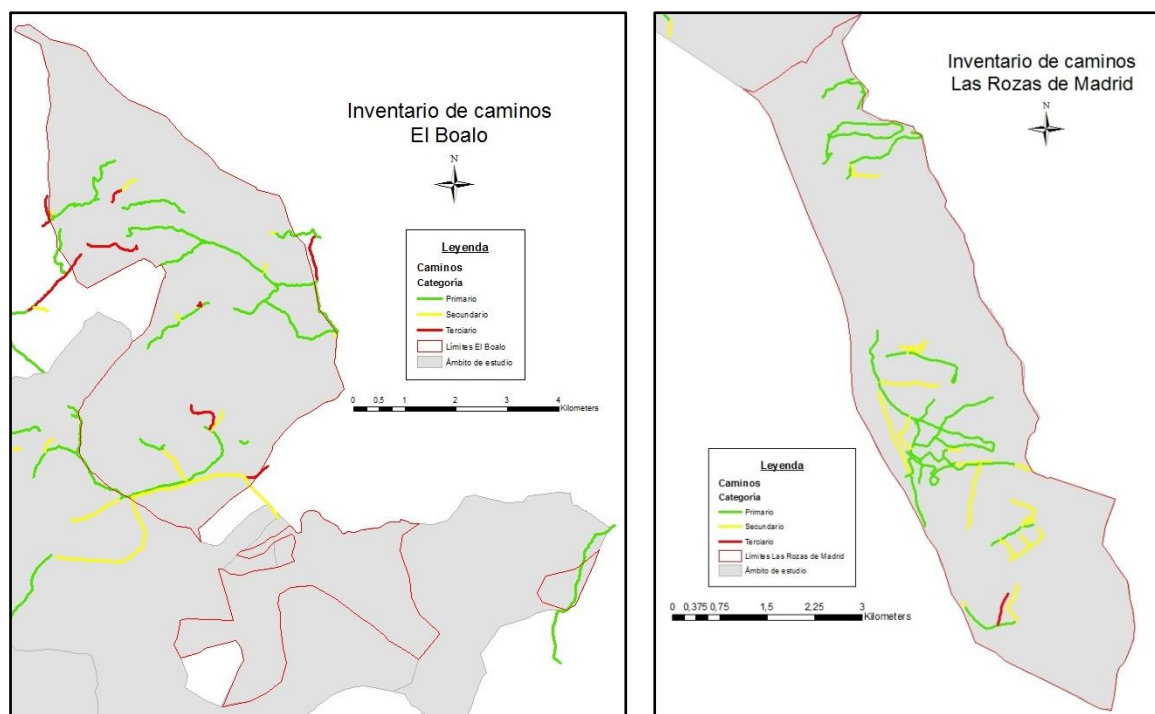 Inventario de caminos
El Boalo
N
Leyenda
Caminos
Categoría
Primario
Secundario
Terciario
Límites El Boalo
Ámbito de estudio
0 0,5 1 2 3 4
Kilometers
Inventario de caminos
Las Rozas de Madrid
N
Leyenda
Caminos
Categoría
Primario
Secundario
Terciario
Límites Las Rozas de Madrid
Ámbito de estudio
0 0,375 0,75 1,5 2,25 3
Kilometers